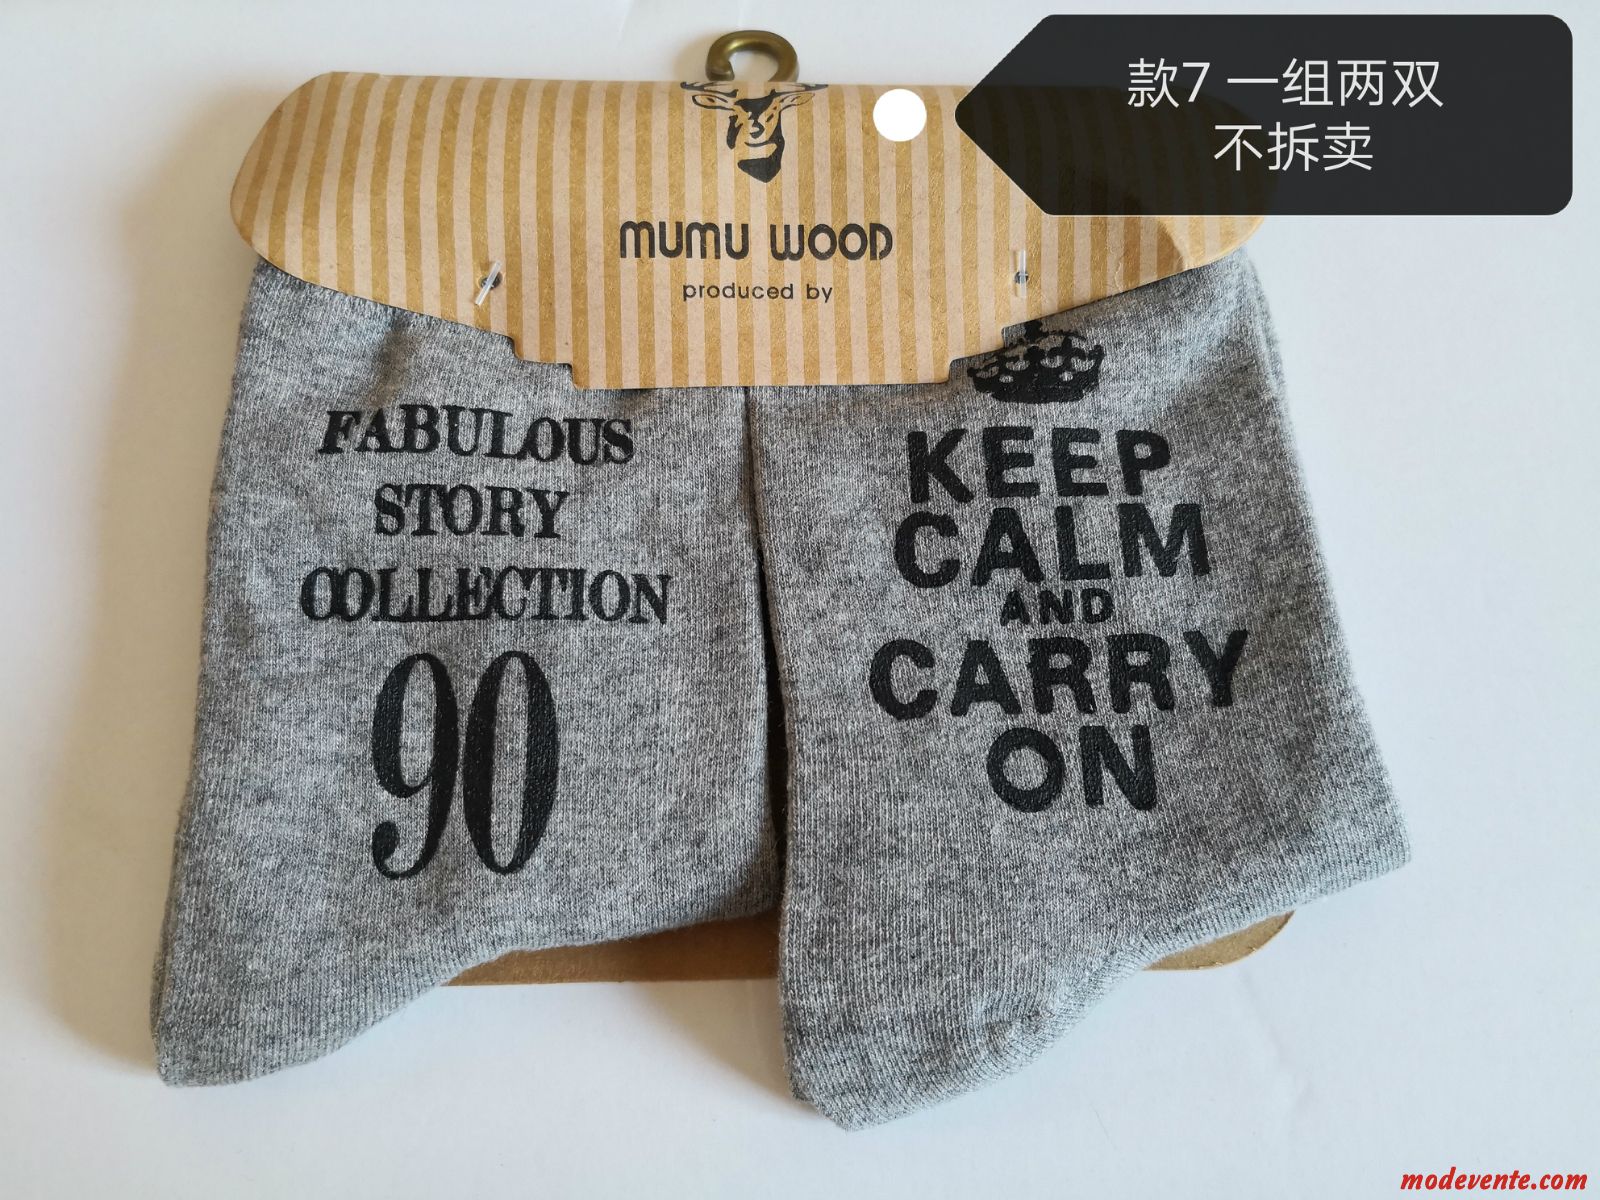 款7 一组两双
不拆卖
mumu wood
produced by
FABULOUS
STORY
COLLECTION
90
KEEP
CALM
AND
CARRY
ON
modevente.com